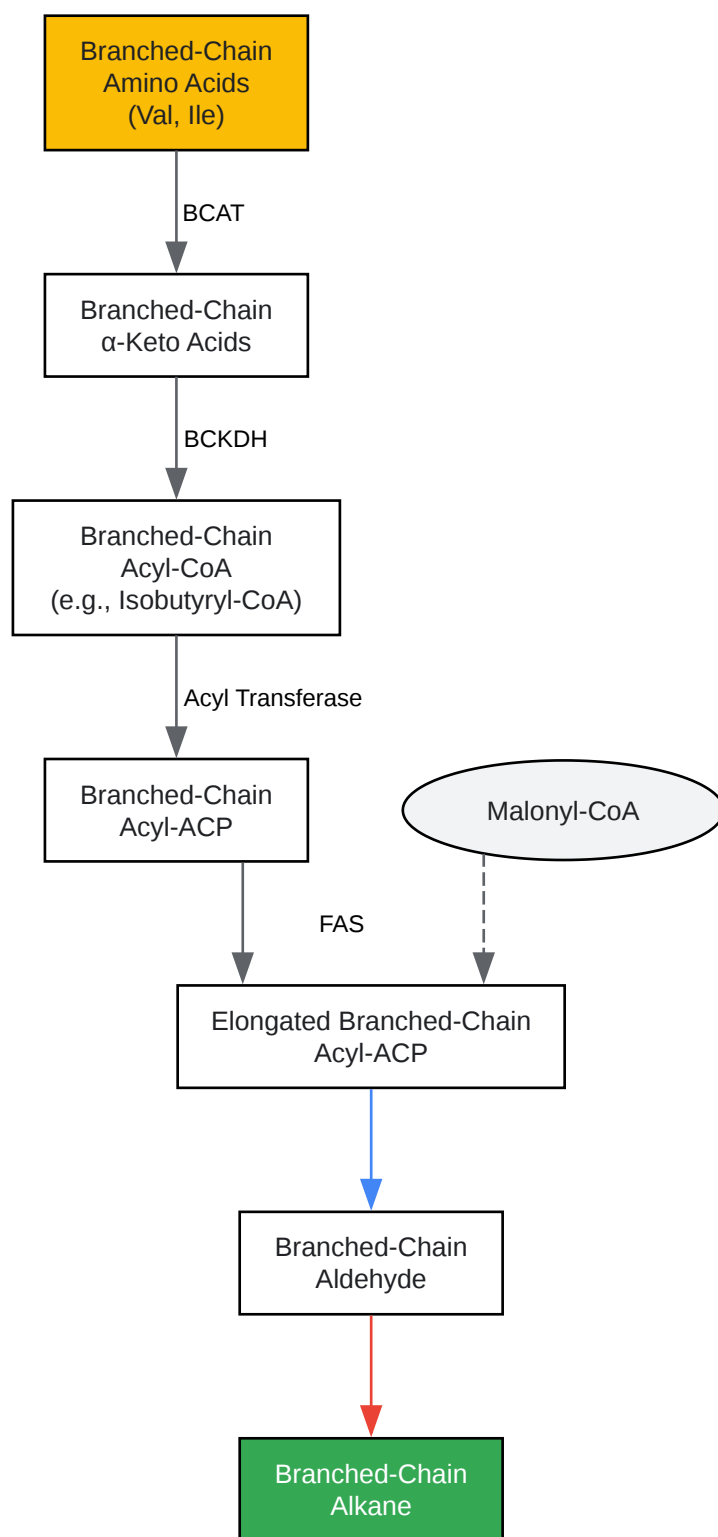 Branched-Chain
Amino Acids
(Val, Ile)
BCAT
Branched-Chain
α-Keto Acids
BCKDH
Branched-Chain
Acyl-CoA
(e.g., Isobutyryl-CoA)
Acyl Transferase
Branched-Chain
Acyl-ACP
Malonyl-CoA
FAS
Elongated Branched-Chain
Acyl-ACP
Branched-Chain
Aldehyde
Branched-Chain
Alkane